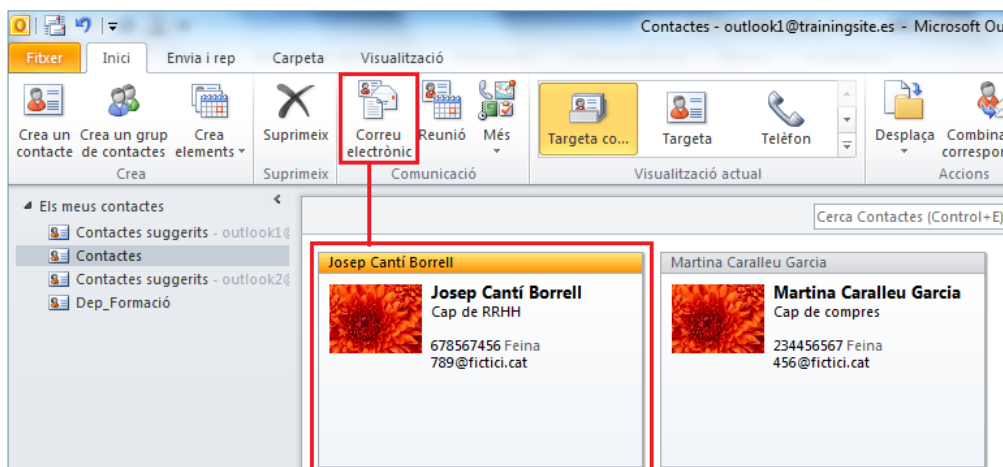 Contactes - outlook1@trainingsite.es - Microsoft Ou
Fitxer Inici Envia i rep Carpeta Visualització
Crea un contacte
Crea un grup de contactes
Crea elements
Suprimeix
Correu electrònic
Reunió
Més
Targeta co...
Targeta
Telèfon
Desplaça
Combina correspon
Crea Suprimeix Comunicació Visualització actual Accions
Els meus contactes
Contactes suggerits - outlook1@
Contactes
Contactes suggerits - outlook2@
Dep_Formació
Cerca Contactes (Control+E)
Josep Cantí Borrell
Josep Cantí Borrell
Cap de RRHH
678567456 Feina
789@fictici.cat
Martina Caralleu Garcia
Martina Caralleu Garcia
Cap de compres
234456567 Feina
456@fictici.cat